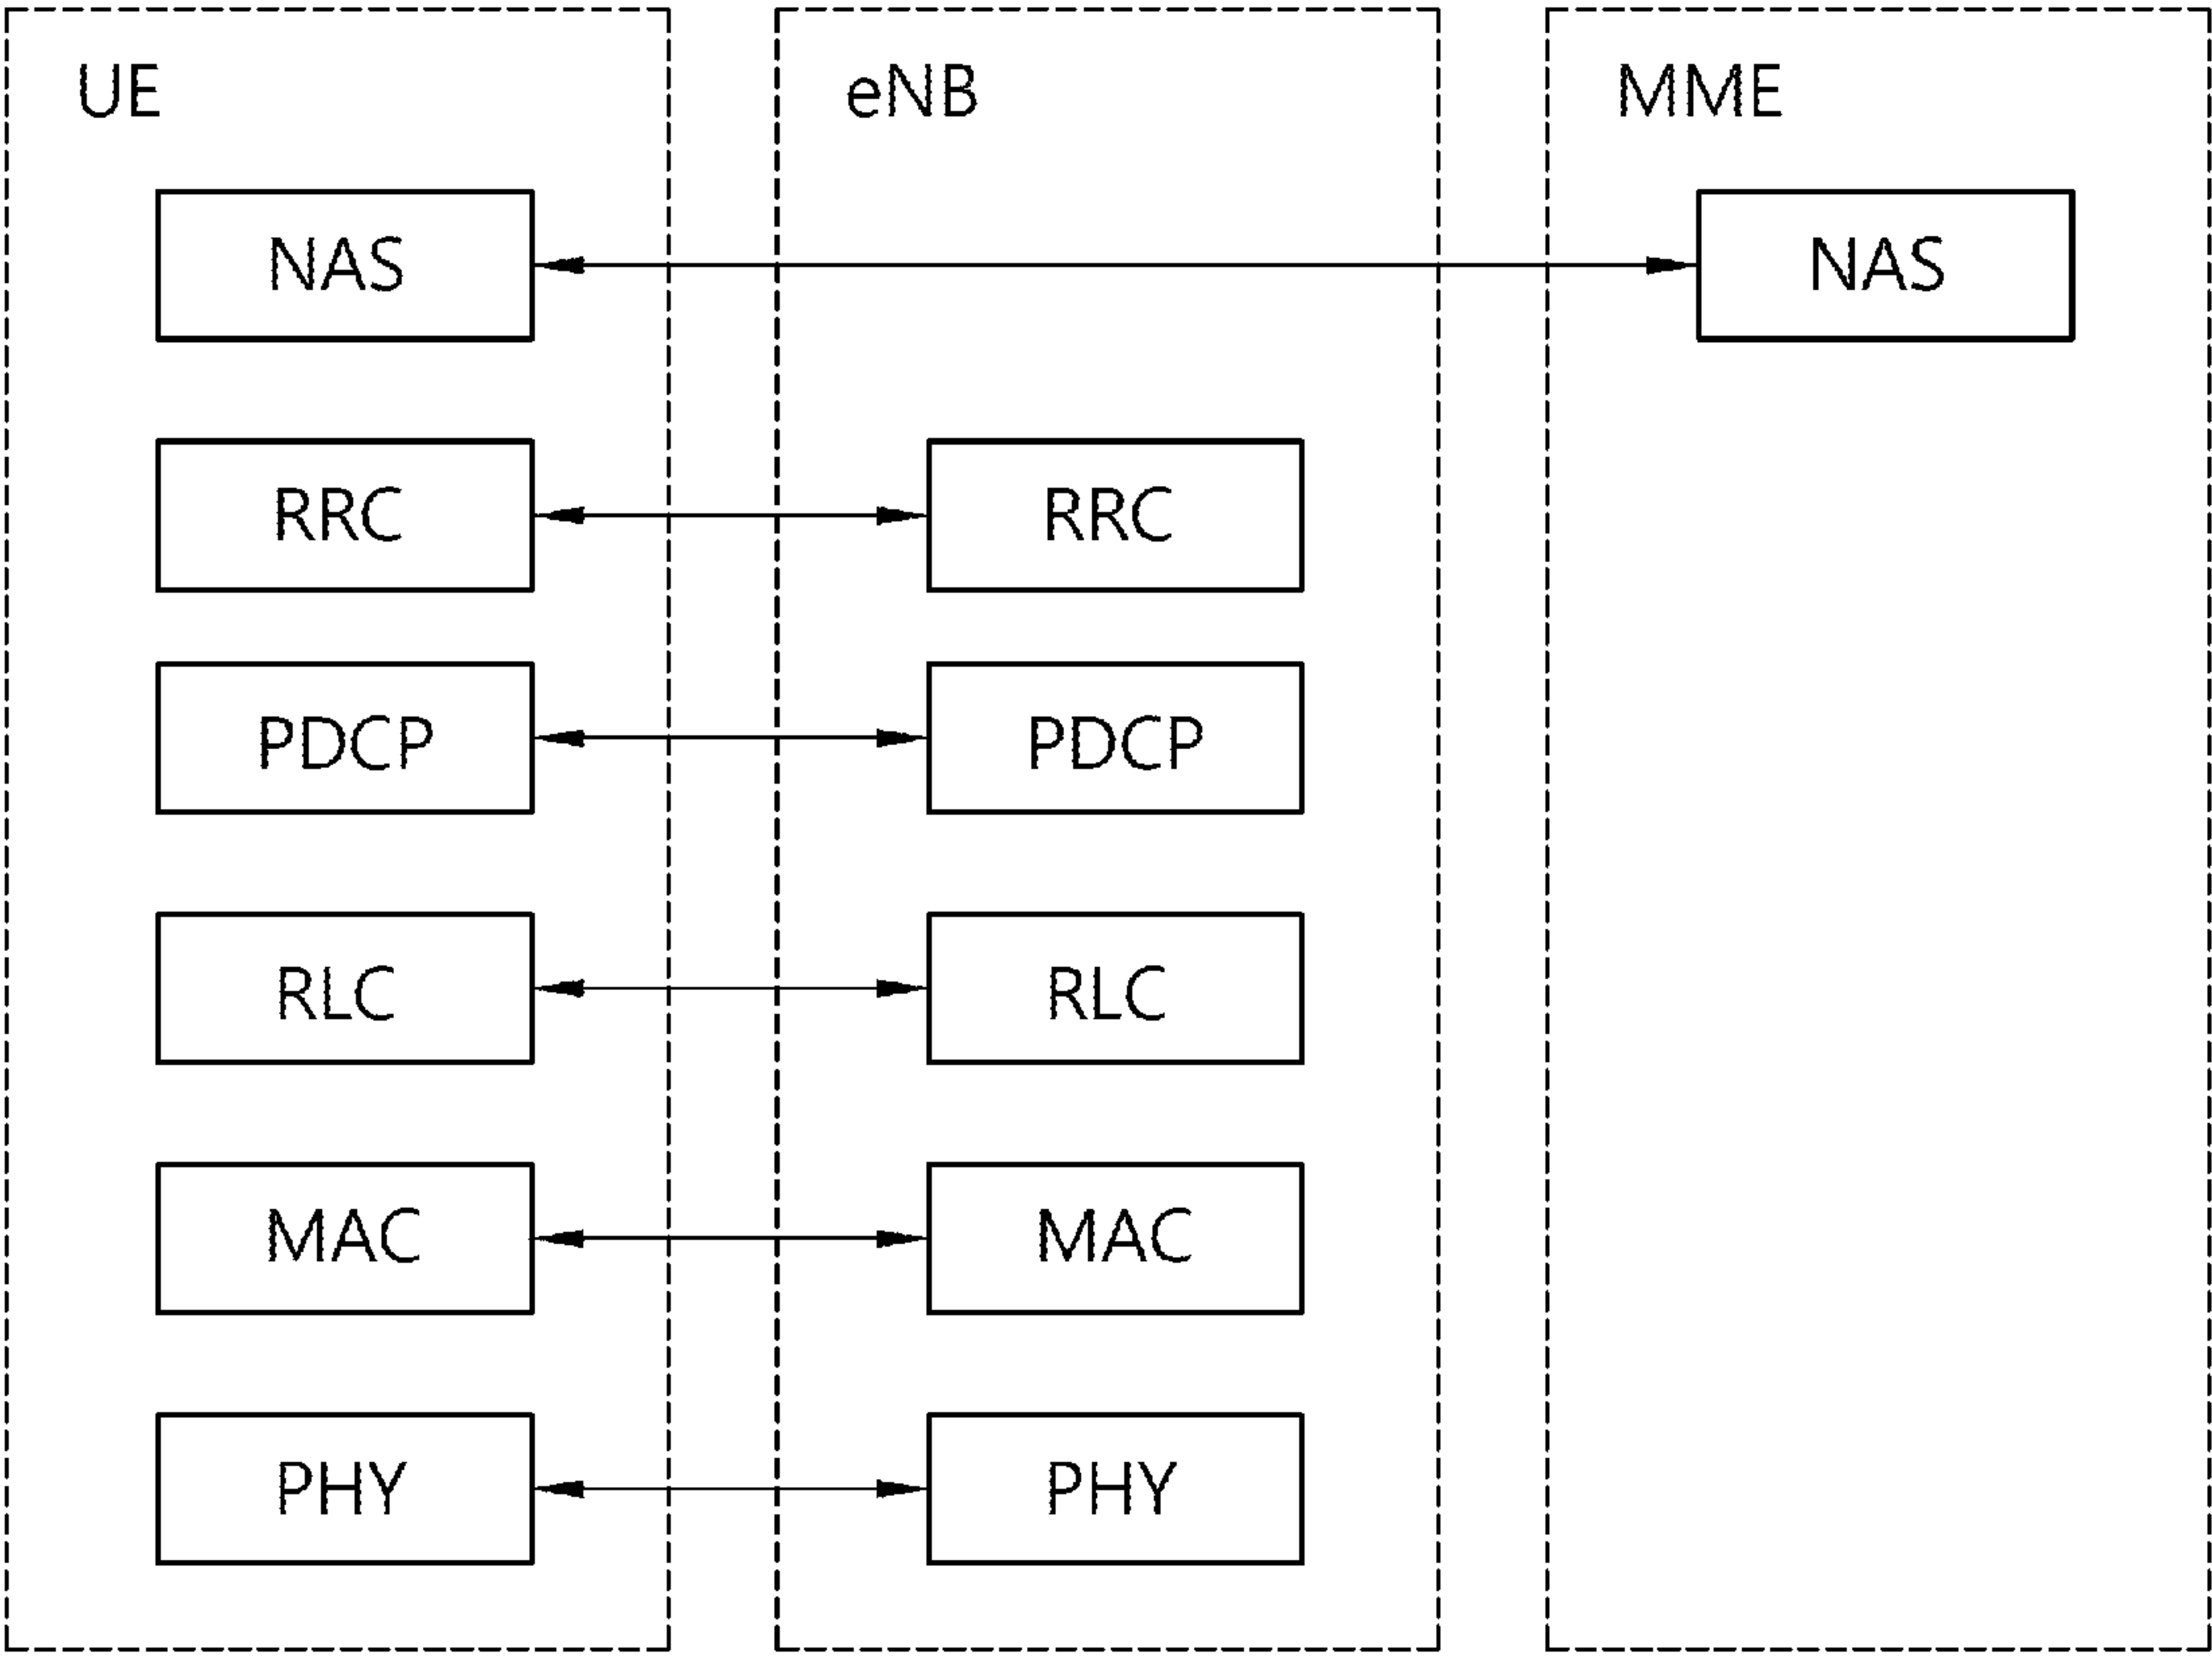 UE
eNB
MME
NAS
NAS
RRC
RRC
PDCP
PDCP
RLC
RLC
MAC
MAC
PHY
PHY